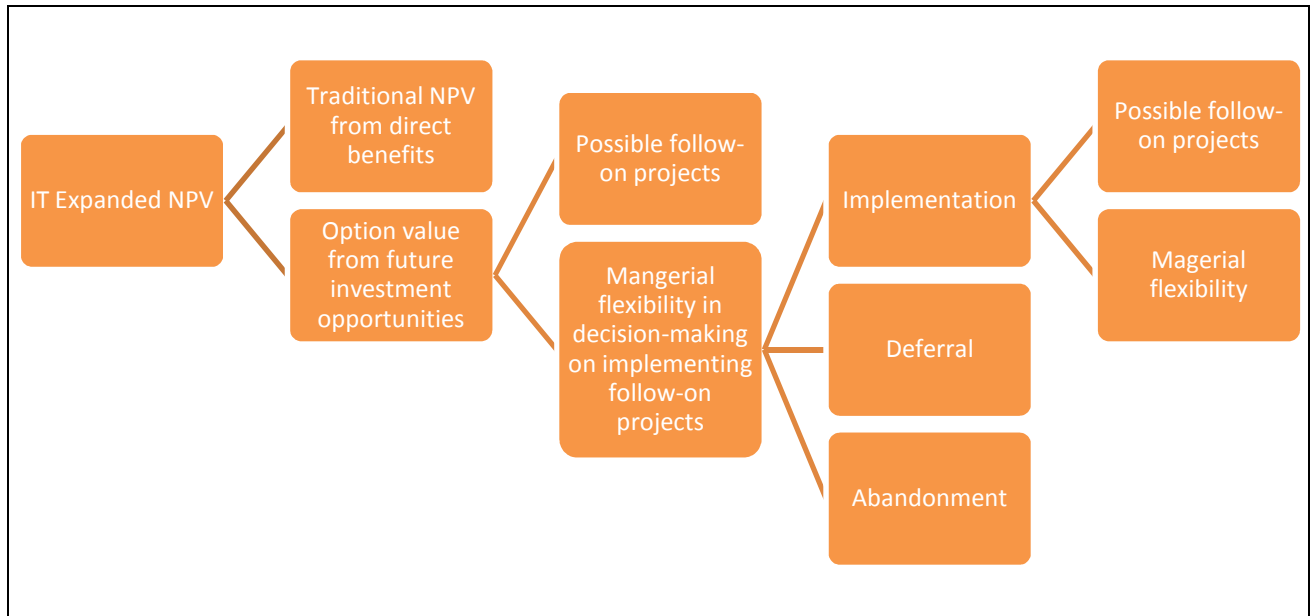 IT Expanded NPV
Traditional NPV
from direct
benefits
Option value
from future
investment
opportunities
Possible follow-
on projects
Mangerial
flexibility in
decision-making
on implementing
follow-on
projects
Implementation
Deferral
Abandonment
Possible follow-
on projects
Magerial
flexibility